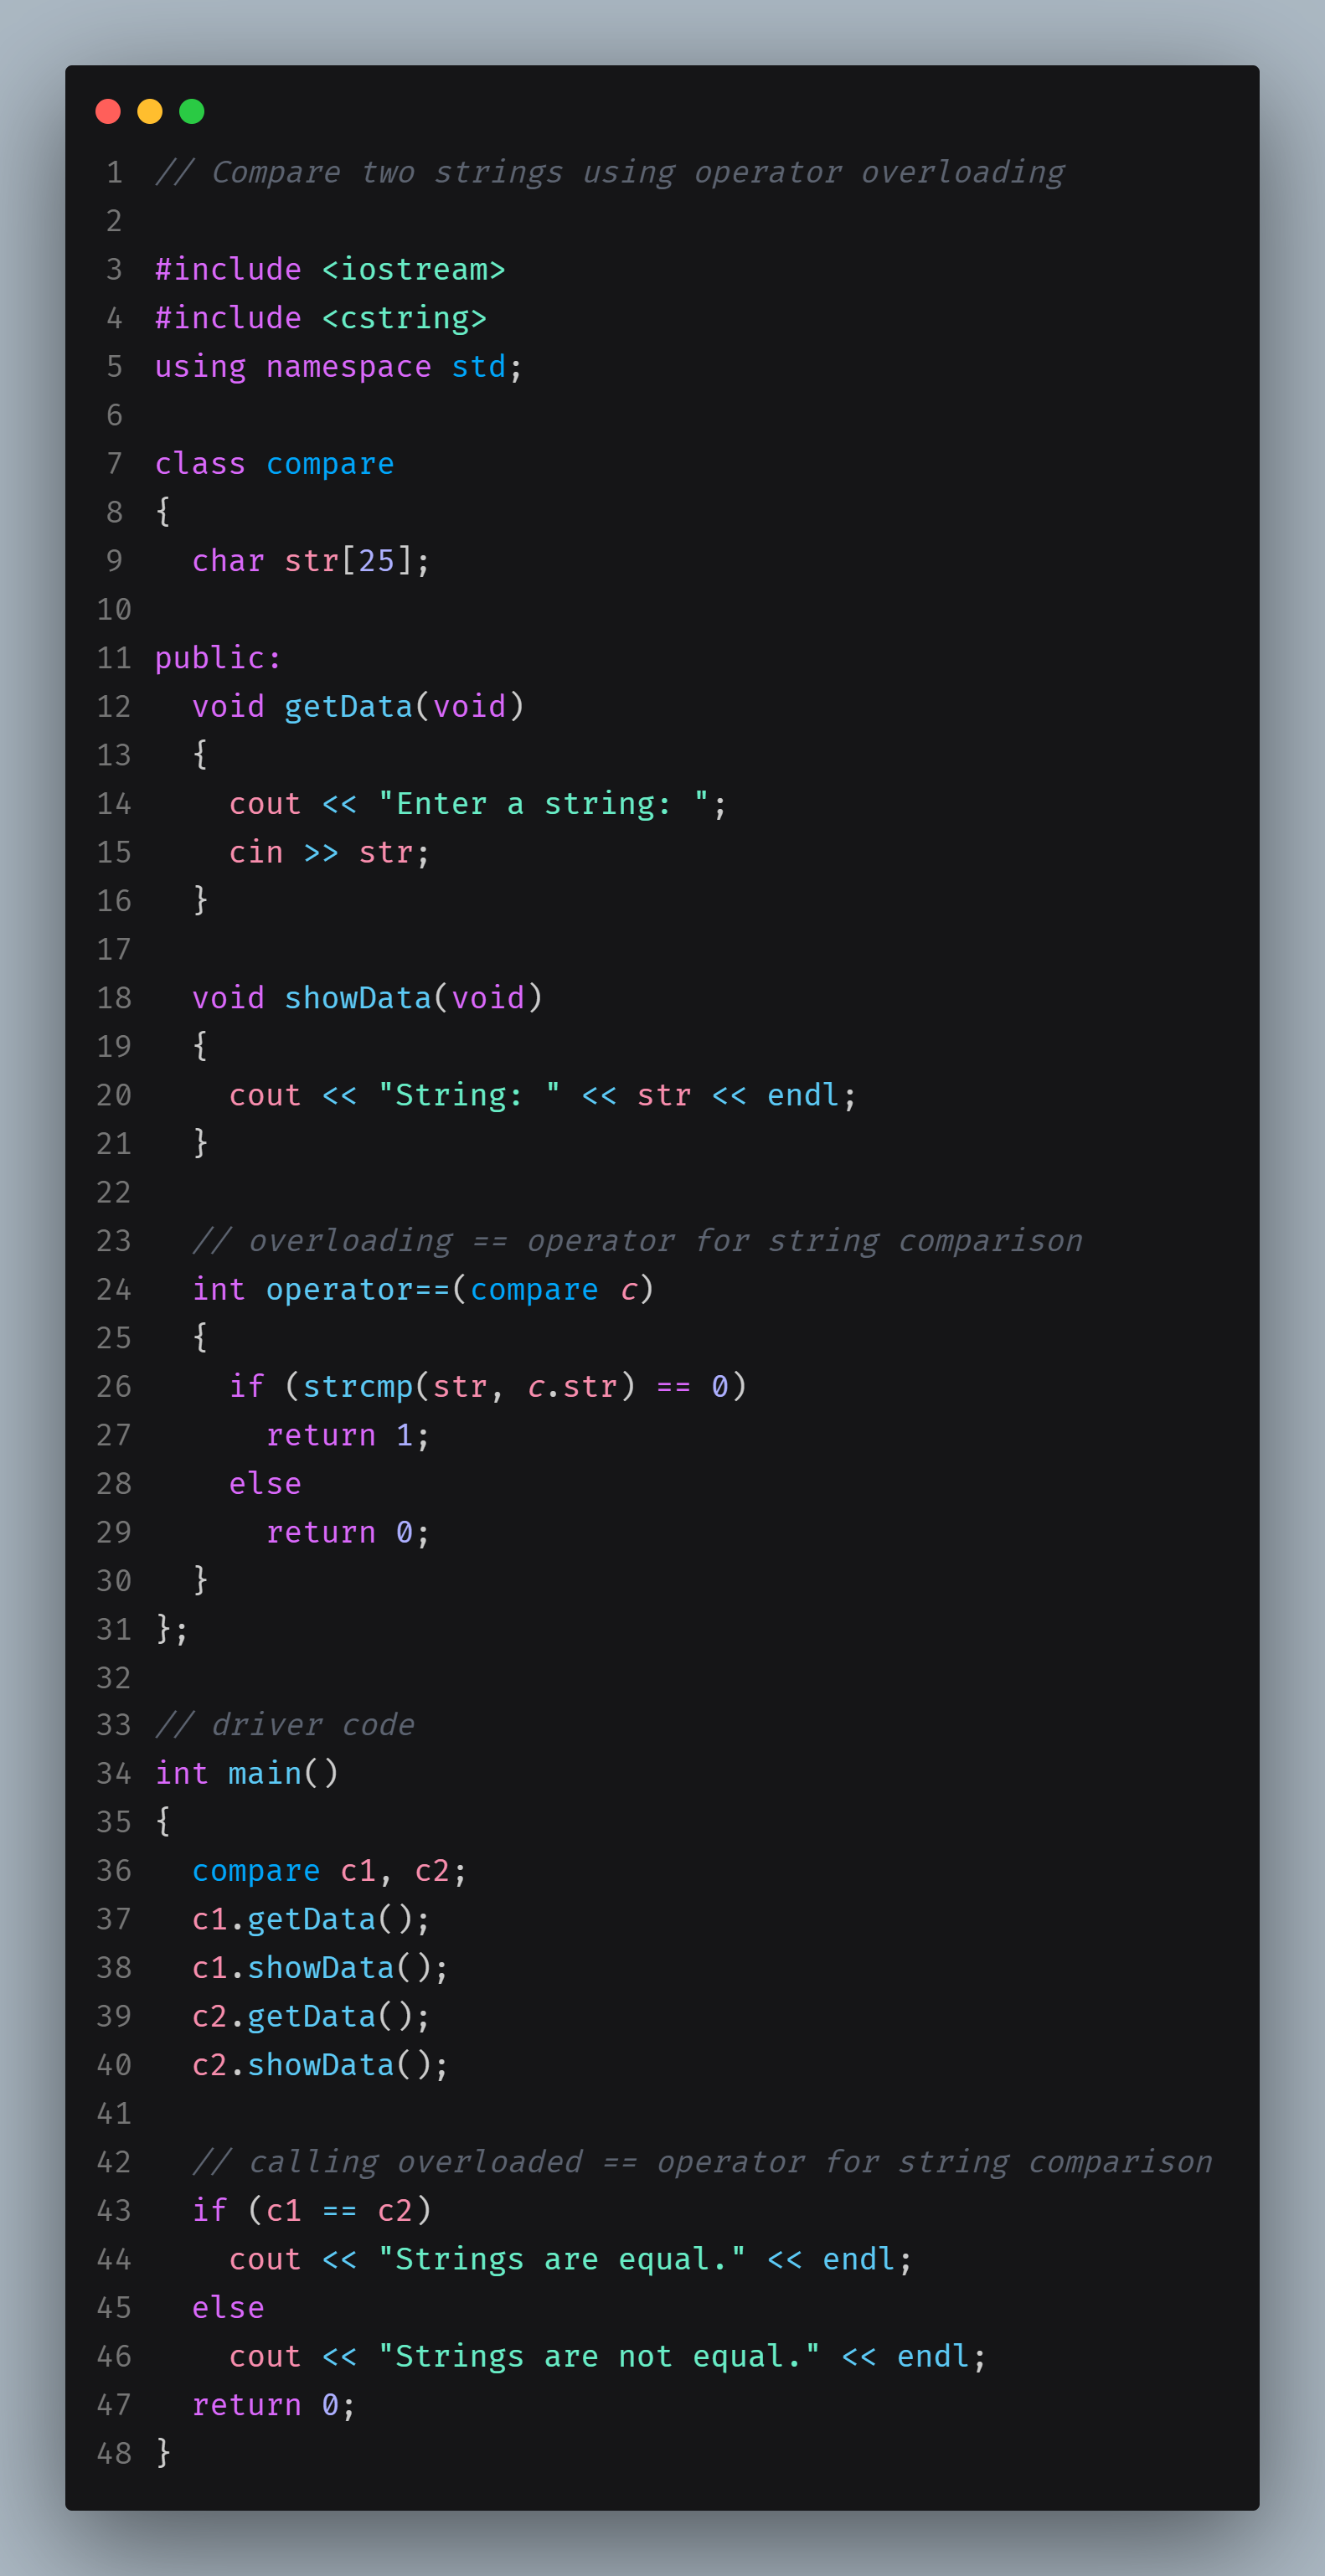 1 // Compare two strings using operator overloading
2
3 #include <iostream>
4 #include <cstring>
5 using namespace std;
6
7 class compare
8 {
9   char str[25];
10
11 public:
12   void getData(void)
13   {
14     cout << "Enter a string: ";
15     cin >> str;
16   }
17
18   void showData(void)
19   {
20     cout << "String: " << str << endl;
21   }
22
23   // overloading == operator for string comparison
24   int operator==(compare c)
25   {
26     if (strcmp(str, c.str) == 0)
27       return 1;
28     else
29       return 0;
30   }
31 };
32
33 // driver code
34 int main()
35 {
36   compare c1, c2;
37   c1.getData();
38   c1.showData();
39   c2.getData();
40   c2.showData();
41
42   // calling overloaded == operator for string comparison
43   if (c1 == c2)
44     cout << "Strings are equal." << endl;
45   else
46     cout << "Strings are not equal." << endl;
47   return 0;
48 }